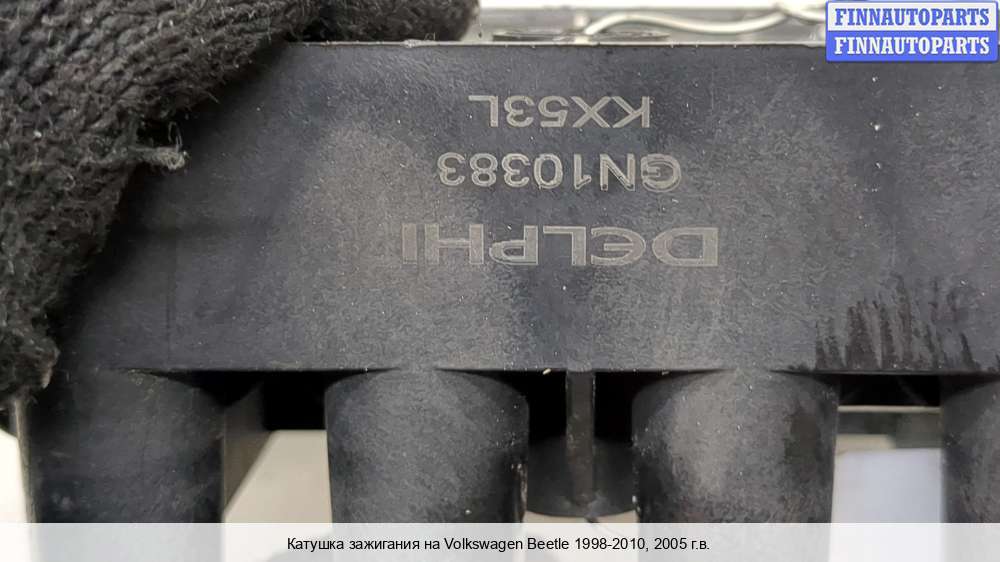 FINNAUTOPARTS
FINNAUTOPARTS
DELPHI
GN10383
KX53L
Катушка зажигания на Volkswagen Beetle 1998-2010, 2005 г.в.